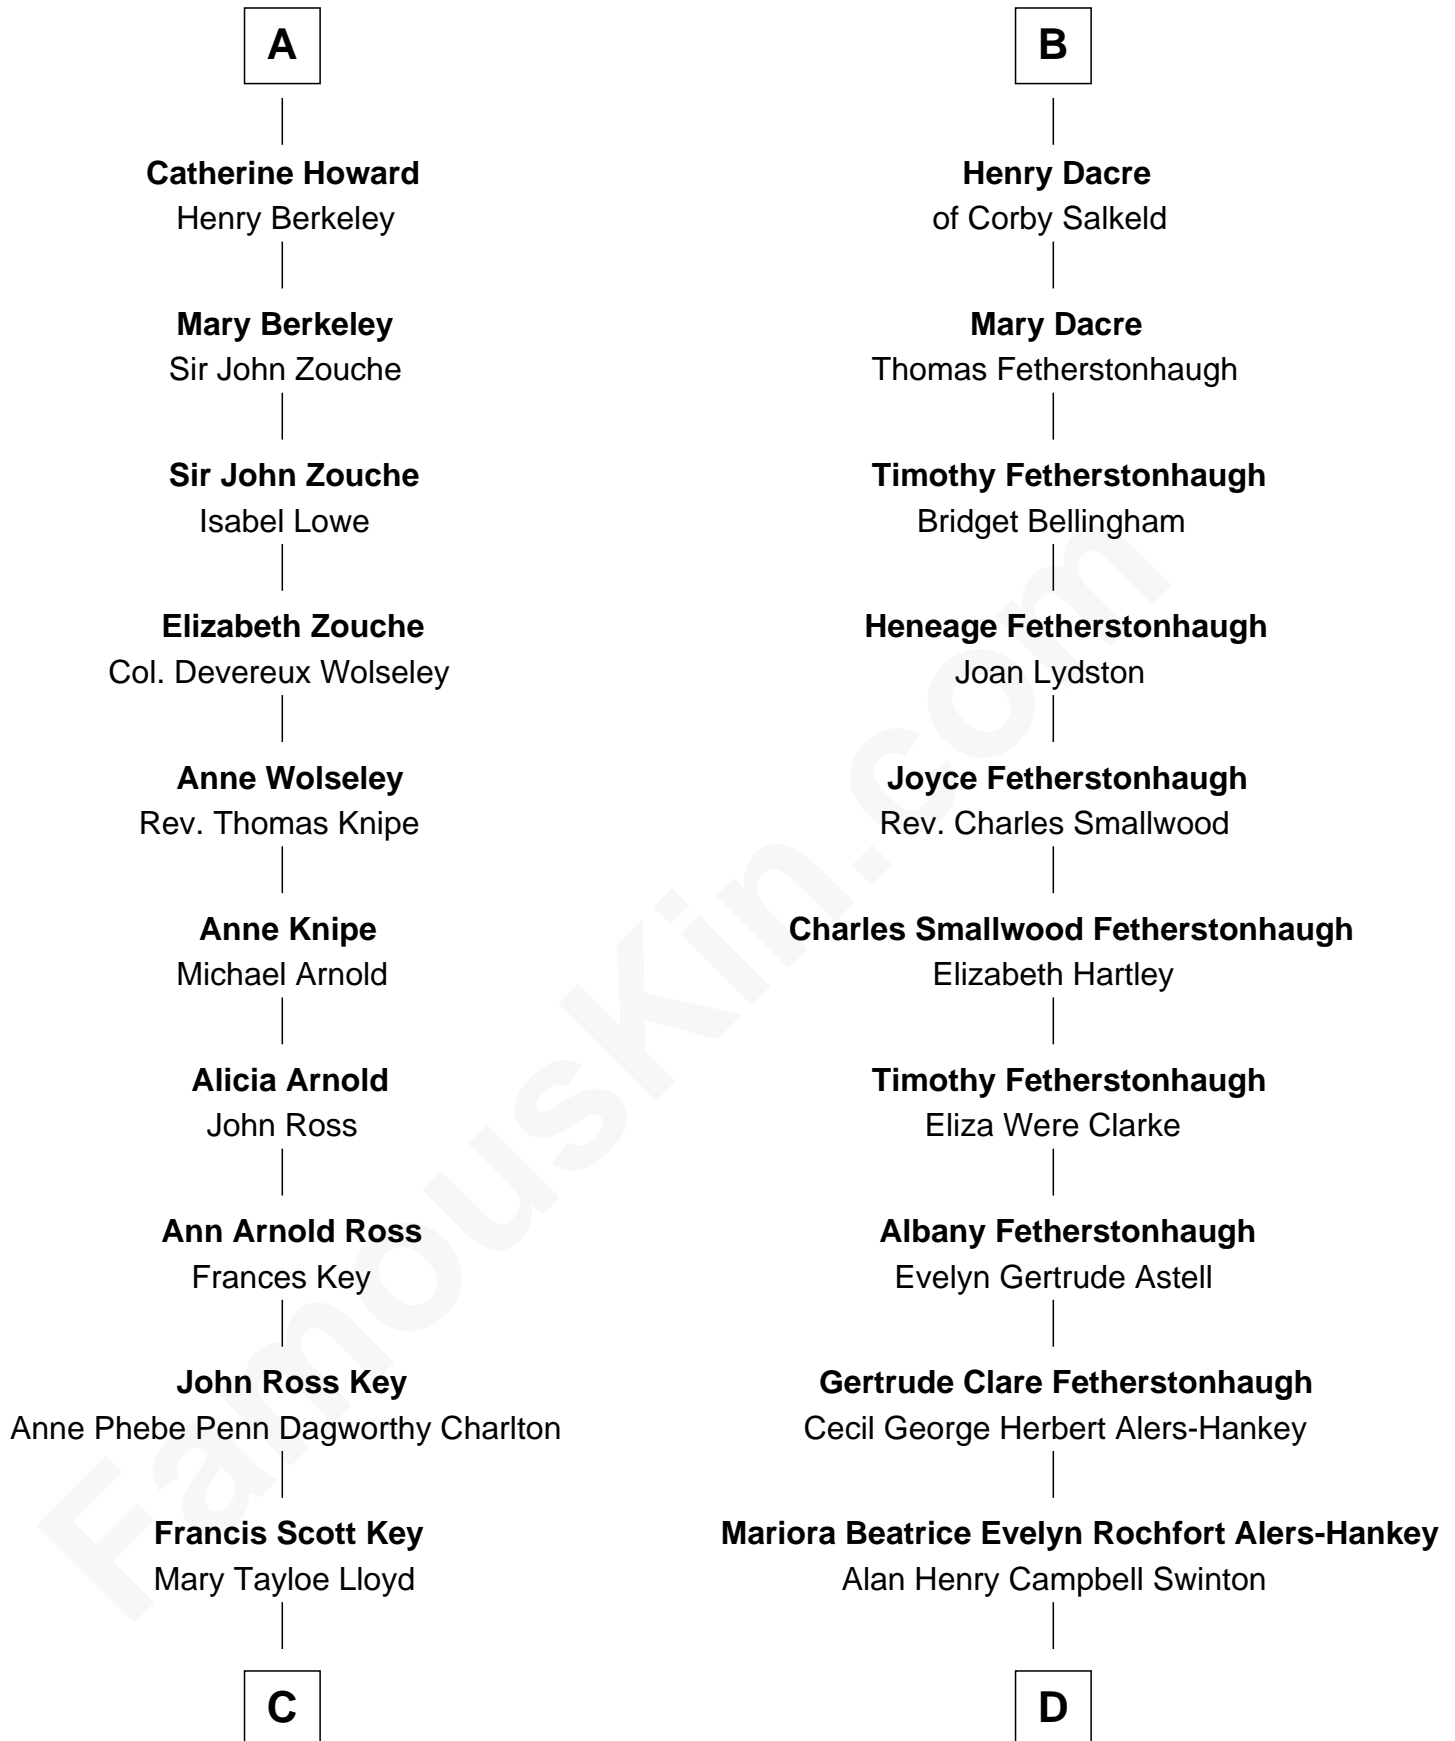 A
Catherine Howard
Henry Berkeley
Mary Berkeley
Sir John Zouche
Sir John Zouche
Isabel Lowe
Elizabeth Zouche
Col. Devereux Wolseley
Anne Wolseley
Rev. Thomas Knipe
Anne Knipe
Michael Arnold
Alicia Arnold
John Ross
Ann Arnold Ross
Frances Key
John Ross Key
Anne Phebe Penn Dagworthy Charlton
Francis Scott Key
Mary Tayloe Lloyd
C
B
Henry Dacre
of Corby Salkeld
Mary Dacre
Thomas Fetherstonhaugh
Timothy Fetherstonhaugh
Bridget Bellingham
Heneage Fetherstonhaugh
Joan Lydston
Joyce Fetherstonhaugh
Rev. Charles Smallwood
Charles Smallwood Fetherstonhaugh
Elizabeth Hartley
Timothy Fetherstonhaugh
Eliza Were Clarke
Albany Fetherstonhaugh
Evelyn Gertrude Astell
Gertrude Clare Fetherstonhaugh
Cecil George Herbert Alers-Hankey
Mariora Beatrice Evelyn Rochfort Alers-Hankey
Alan Henry Campbell Swinton
D
FamousKin.com